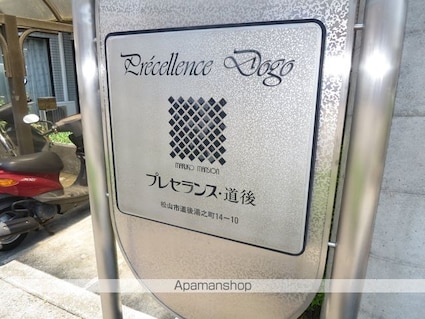 Précellence Dogo
MARUKO MANSION
プレセランス・道後
松山市道後湯之町14-10
Apamanshop